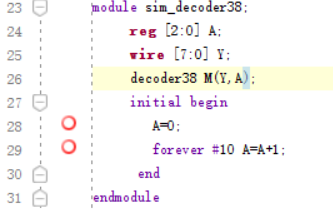 23 module sim_decoder38;
24 reg [2:0] A;
25 wire [7:0] Y;
26 decoder38 M(Y,A);
27 initial begin
28 A=0;
29 forever #10 A=A+1;
30 end
31 endmodule